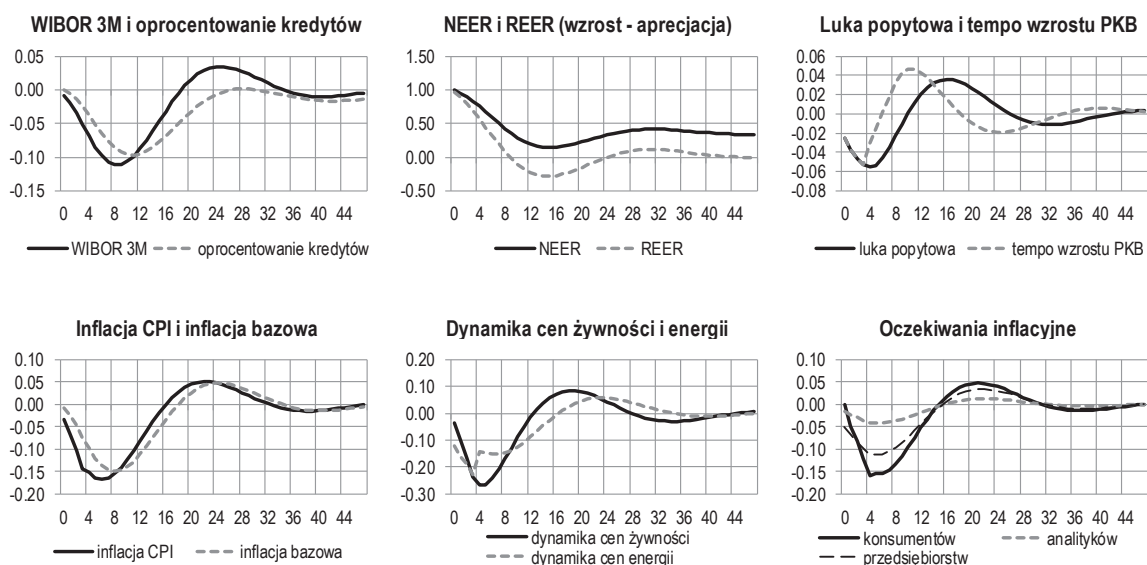 WIBOR 3M i oprocentowanie kredytów
0.05
0.00
-0.05
-0.10
-0.15
0 4 8 12 16 20 24 28 32 36 40 44
WIBOR 3M oprocentowanie kredytów
NEER i REER (wzrost - aprecjacja)
1.50
1.00
0.50
0.00
-0.50
0 4 8 12 16 20 24 28 32 36 40 44
NEER REER
Luka popytowa i tempo wzrostu PKB
0.06
0.04
0.02
0.00
-0.02
-0.04
-0.06
-0.08
0 4 8 12 16 20 24 28 32 36 40 44
luka popytowa tempo wzrostu PKB
Inflacja CPI i inflacja bazowa
0.10
0.05
0.00
-0.05
-0.10
-0.15
-0.20
0 4 8 12 16 20 24 28 32 36 40 44
inflacja CPI inflacja bazowa
Dynamika cen żywności i energii
0.20
0.10
0.00
-0.10
-0.20
-0.30
0 4 8 12 16 20 24 28 32 36 40 44
dynamika cen żywności
dynamika cen energii
Oczekiwania inflacyjne
0.10
0.05
0.00
-0.05
-0.10
-0.15
-0.20
0 4 8 12 16 20 24 28 32 36 40 44
konsumentów analityków
przedsiebiorstw